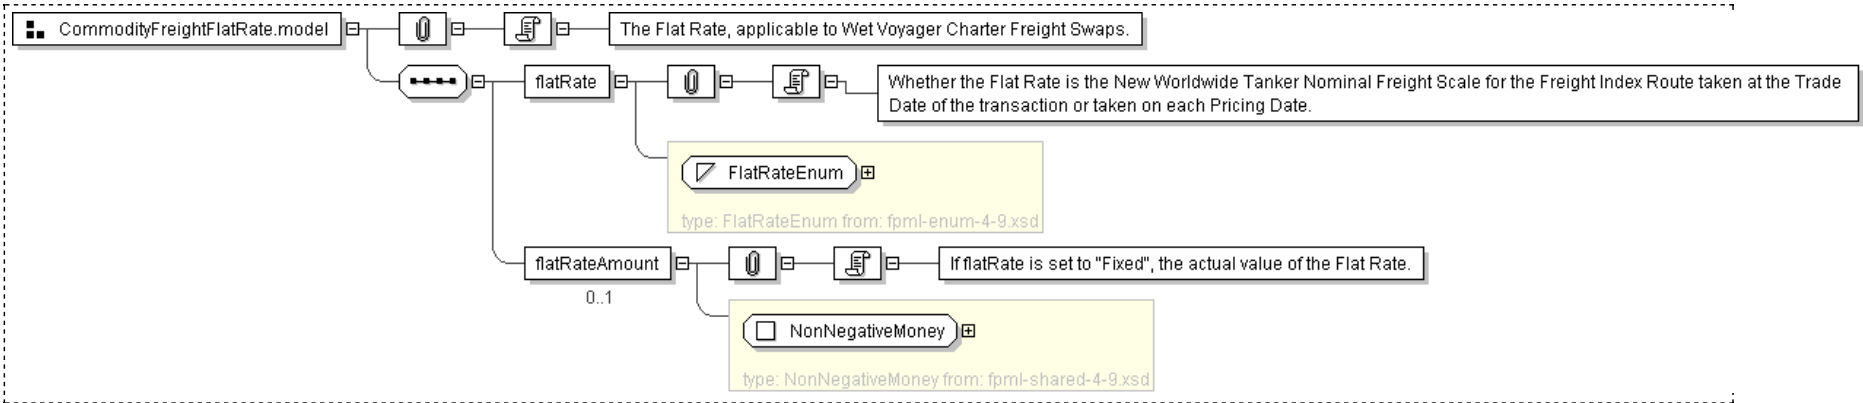 CommodityFreightFlatRate.model
The Flat Rate, applicable to Wet Voyager Charter Freight Swaps.
flatRate
Whether the Flat Rate is the New Worldwide Tanker Nominal Freight Scale for the Freight Index Route taken at the Trade
Date of the transaction or taken on each Pricing Date.
FlatRateEnum
type: FlatRateEnum from: fpml-enum-4-9.xsd
flatRateAmount
If flatRate is set to "Fixed", the actual value of the Flat Rate.
0..1
NonNegativeMoney
type: NonNegativeMoney from: fpml-shared-4-9.xsd